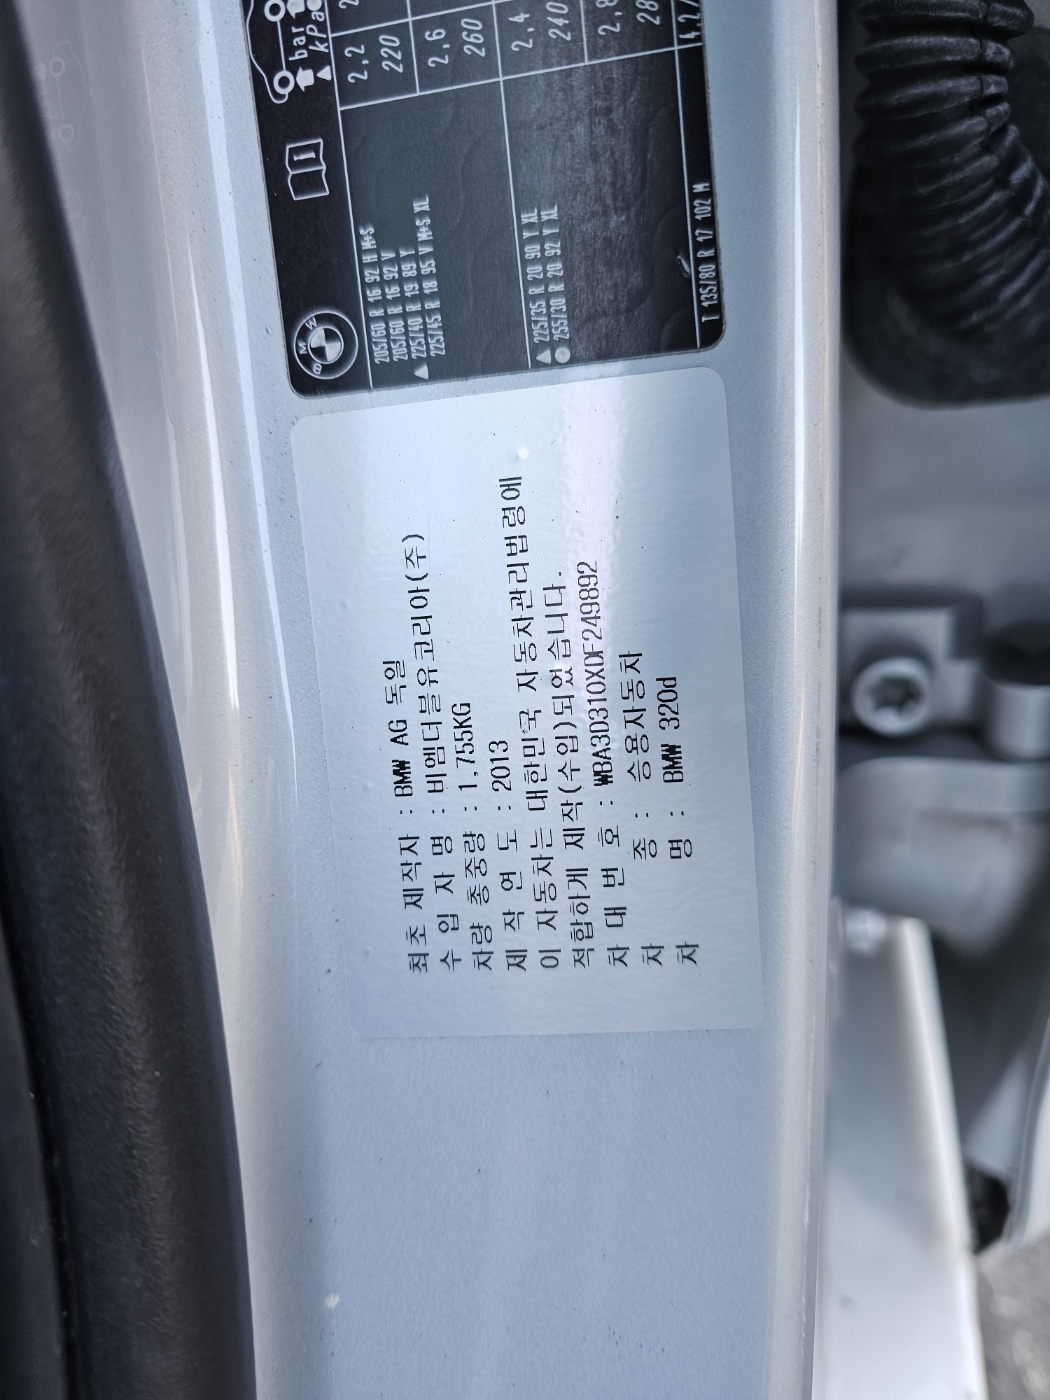 bar
kPa
2,2
220
2,6
260
2,4
240
2,8
4,2/
205/60 R 16 92 H M+S
205/60 R 16 92 V
225/40 R 19 89 Y
225/45 R 18 95 V M+S XL
225/35 R 20 90 Y XL
255/30 R 20 92 Y XL
T 135/80 R 17 102 M
BMW
최초 제작자 : BMW AG 독일
수 입 자 명 : 비엠더블유코리아(주)
차량 총중량 : 1,755KG
제 작 연 도 : 2013
이 자동차는 대한민국 자동차관리법령에
적합하게 제작(수입)되었습니다.
차 대 번 호 : WBA3D310XDF249892
차 종 : 승용자동차
차 명 : BMW 320d